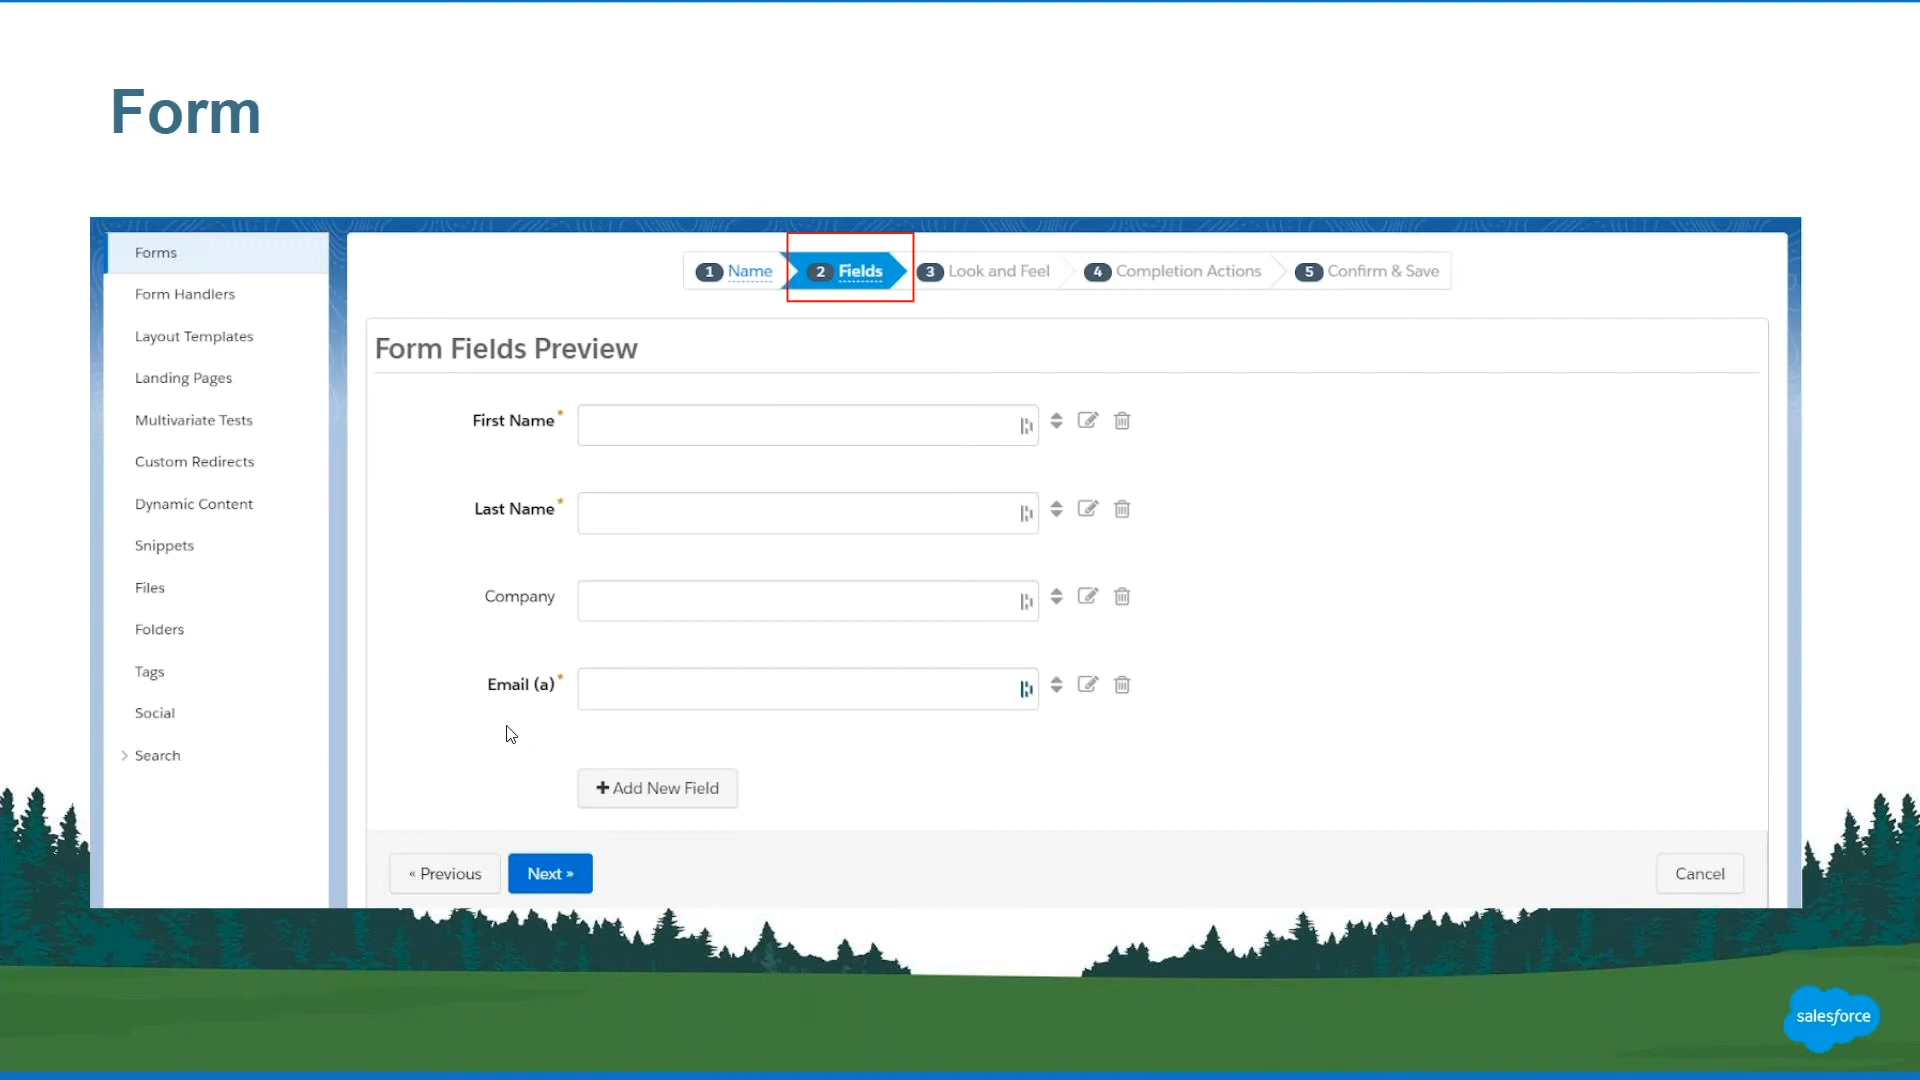 Form
Forms
Form Handlers
Layout Templates
Landing Pages
Multivariate Tests
Custom Redirects
Dynamic Content
Snippets
Files
Folders
Tags
Social
Search
1 Name 2 Fields 3 Look and Feel 4 Completion Actions 5 Confirm & Save
Form Fields Preview
First Name *
Last Name *
Company
Email (a) *
+ Add New Field
« Previous Next » Cancel
salesforce